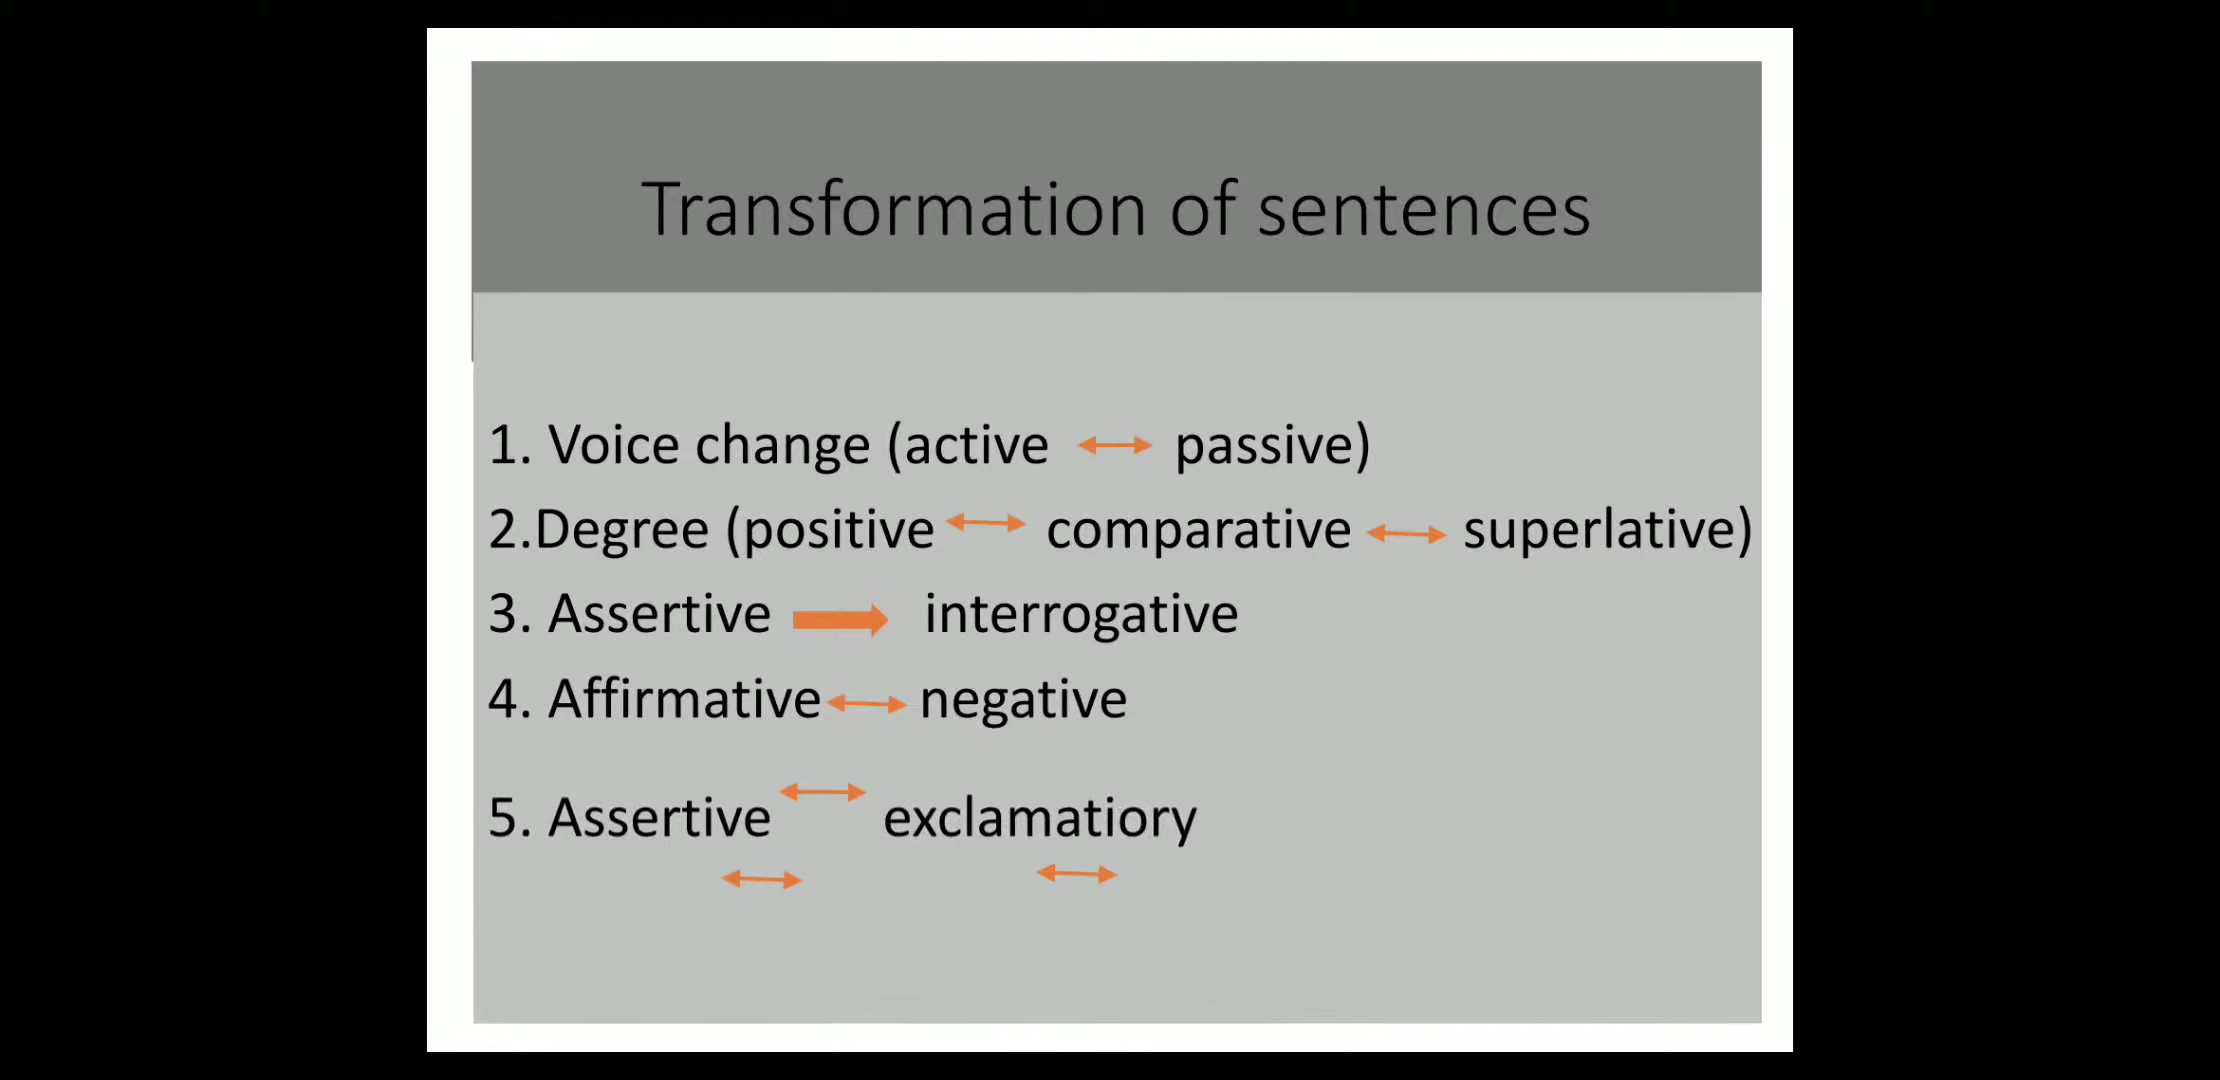 Transformation of sentences
1. Voice change (active ↔ passive)
2.Degree (positive ↔ comparative ↔ superlative)
3. Assertive → interrogative
4. Affirmative ↔ negative
5. Assertive ↔ exclamatiory